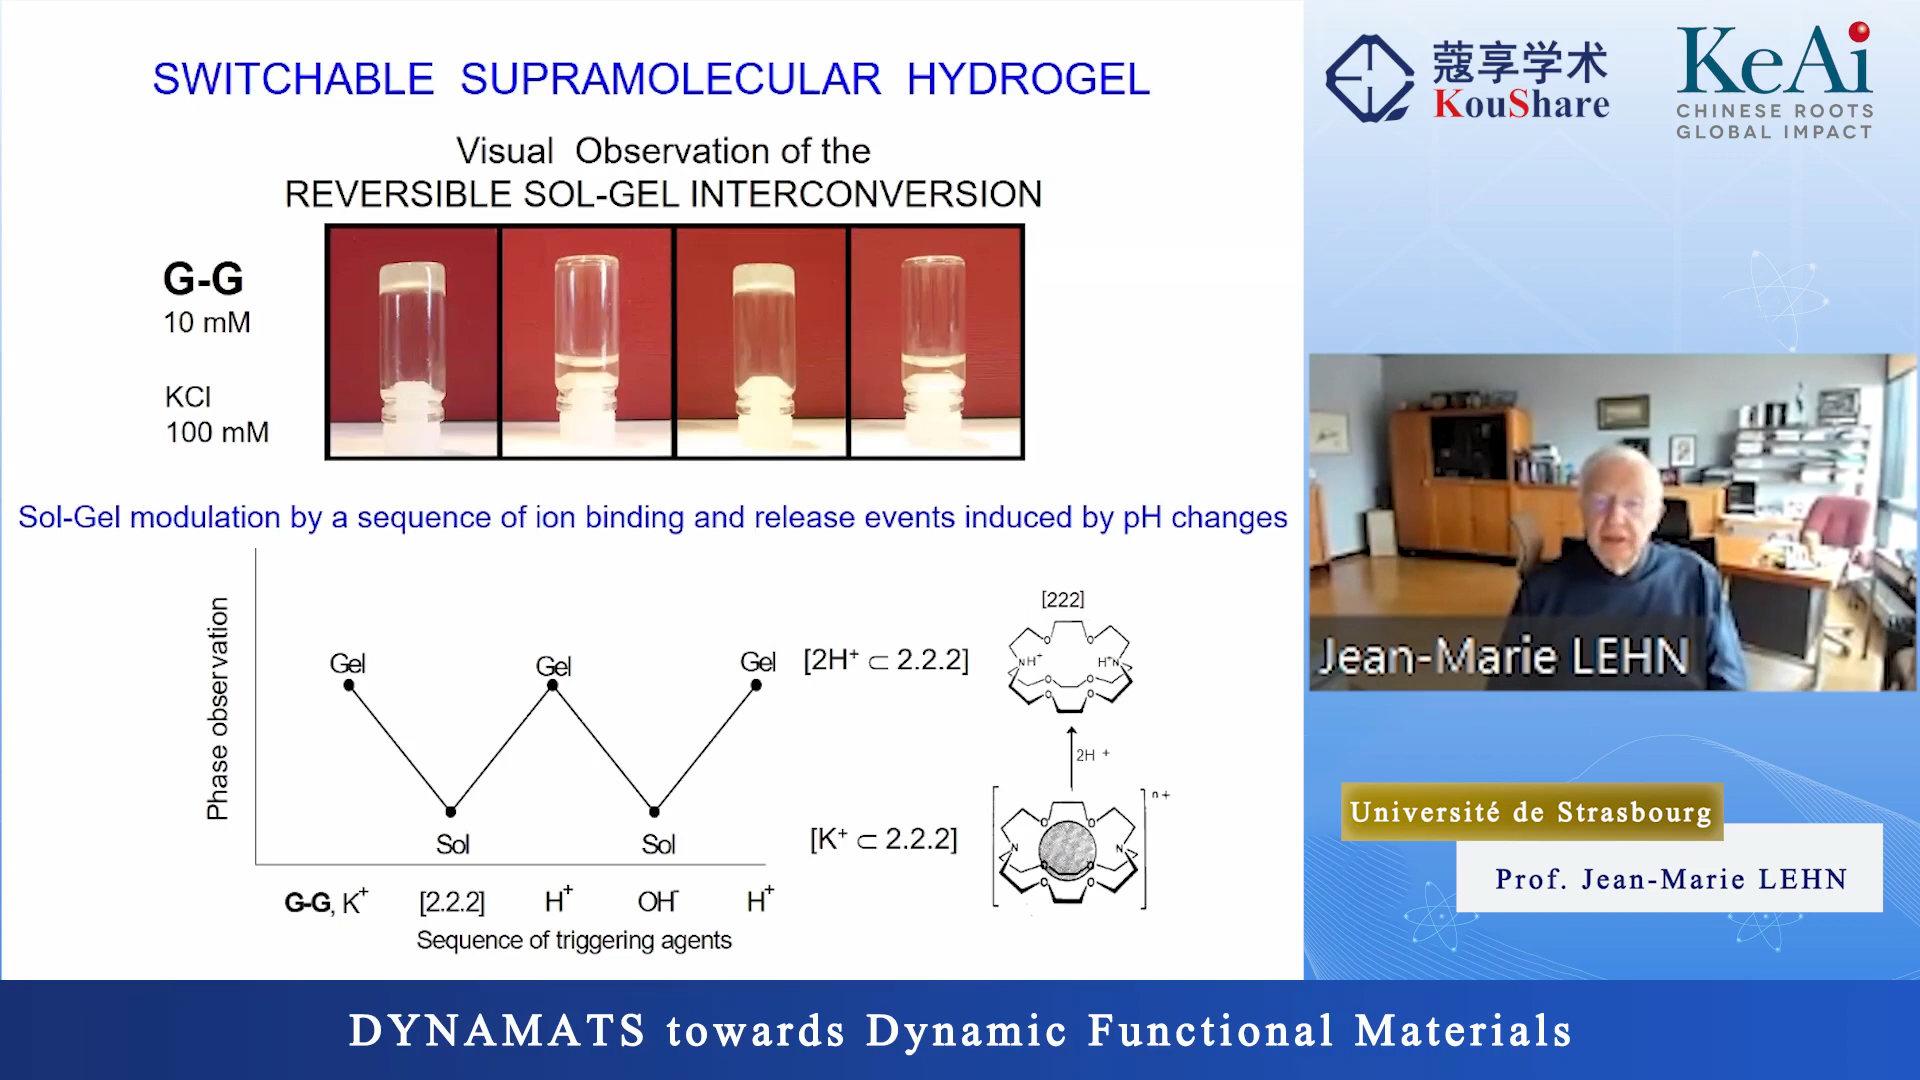 SWITCHABLE SUPRAMOLECULAR HYDROGEL
Visual Observation of the
REVERSIBLE SOL-GEL INTERCONVERSION
G-G
10 mM
KCl
100 mM
Sol-Gel modulation by a sequence of ion binding and release events induced by pH changes
Phase observation
Gel
Gel
Gel
Sol
Sol
G-G, K⁺
[2.2.2]
H⁺
OH⁻
H⁺
Sequence of triggering agents
[2H⁺ ⊂ 2.2.2]
[K⁺ ⊂ 2.2.2]
[222]
O
O
NH⁺
H⁺N
O
O
O
O
2H⁺
n+
O
O
N
N
O
O
O
O
蔻享学术
KouShare
KeAi
CHINESE ROOTS
GLOBAL IMPACT
Jean-Marie LEHN
Université de Strasbourg
Prof. Jean-Marie LEHN
DYNAMATS towards Dynamic Functional Materials